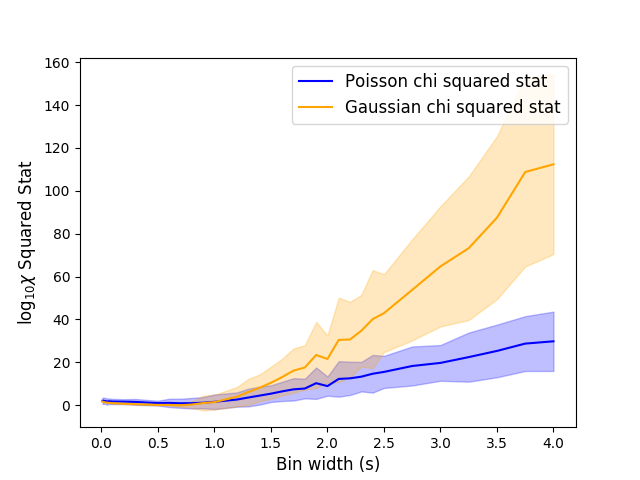 160
140
120
100
80
60
40
20
0
log₁₀χ Squared Stat
Poisson chi squared stat
Gaussian chi squared stat
0.0 0.5 1.0 1.5 2.0 2.5 3.0 3.5 4.0
Bin width (s)